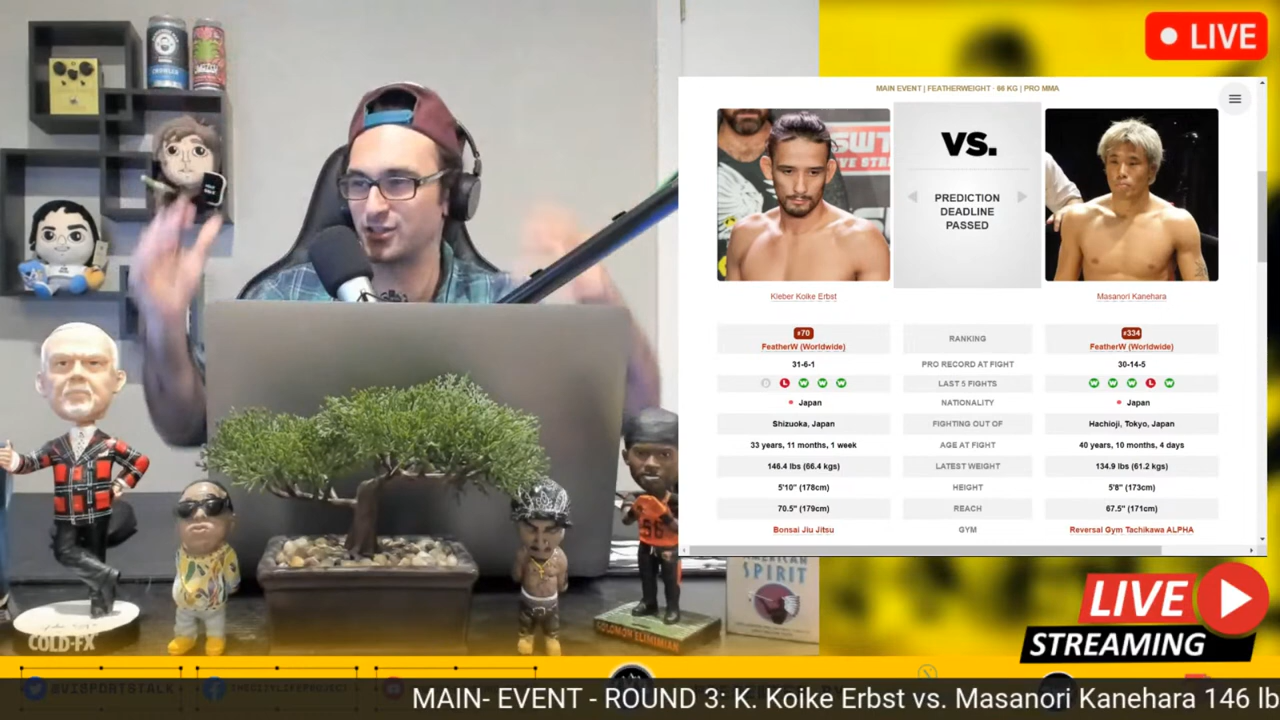 LIVE
MAIN EVENT | FEATHERWEIGHT · 66 KG | PRO MMA
VS.
PREDICTION
DEADLINE
PASSED
Kleber Koike Erbst
Masanori Kanehara
#70
FeatherW (Worldwide)
RANKING
#334
FeatherW (Worldwide)
31-6-1
PRO RECORD AT FIGHT
30-14-5
D L W W W
LAST 5 FIGHTS
W W W L W
Japan
NATIONALITY
Japan
Shizuoka, Japan
FIGHTING OUT OF
Hachioji, Tokyo, Japan
33 years, 11 months, 1 week
AGE AT FIGHT
40 years, 10 months, 4 days
146.4 lbs (66.4 kgs)
LATEST WEIGHT
134.9 lbs (61.2 kgs)
5'10" (178cm)
HEIGHT
5'8" (173cm)
70.5" (179cm)
REACH
67.5" (171cm)
Bonsai Jiu Jitsu
GYM
Reversal Gym Tachikawa ALPHA
SPIRIT
COLD-FX
SOLOMON ELIMIMIAN
LIVE
STREAMING
@VISPORTSTALK
MAIN- EVENT - ROUND 3: K. Koike Erbst vs. Masanori Kanehara 146 lb